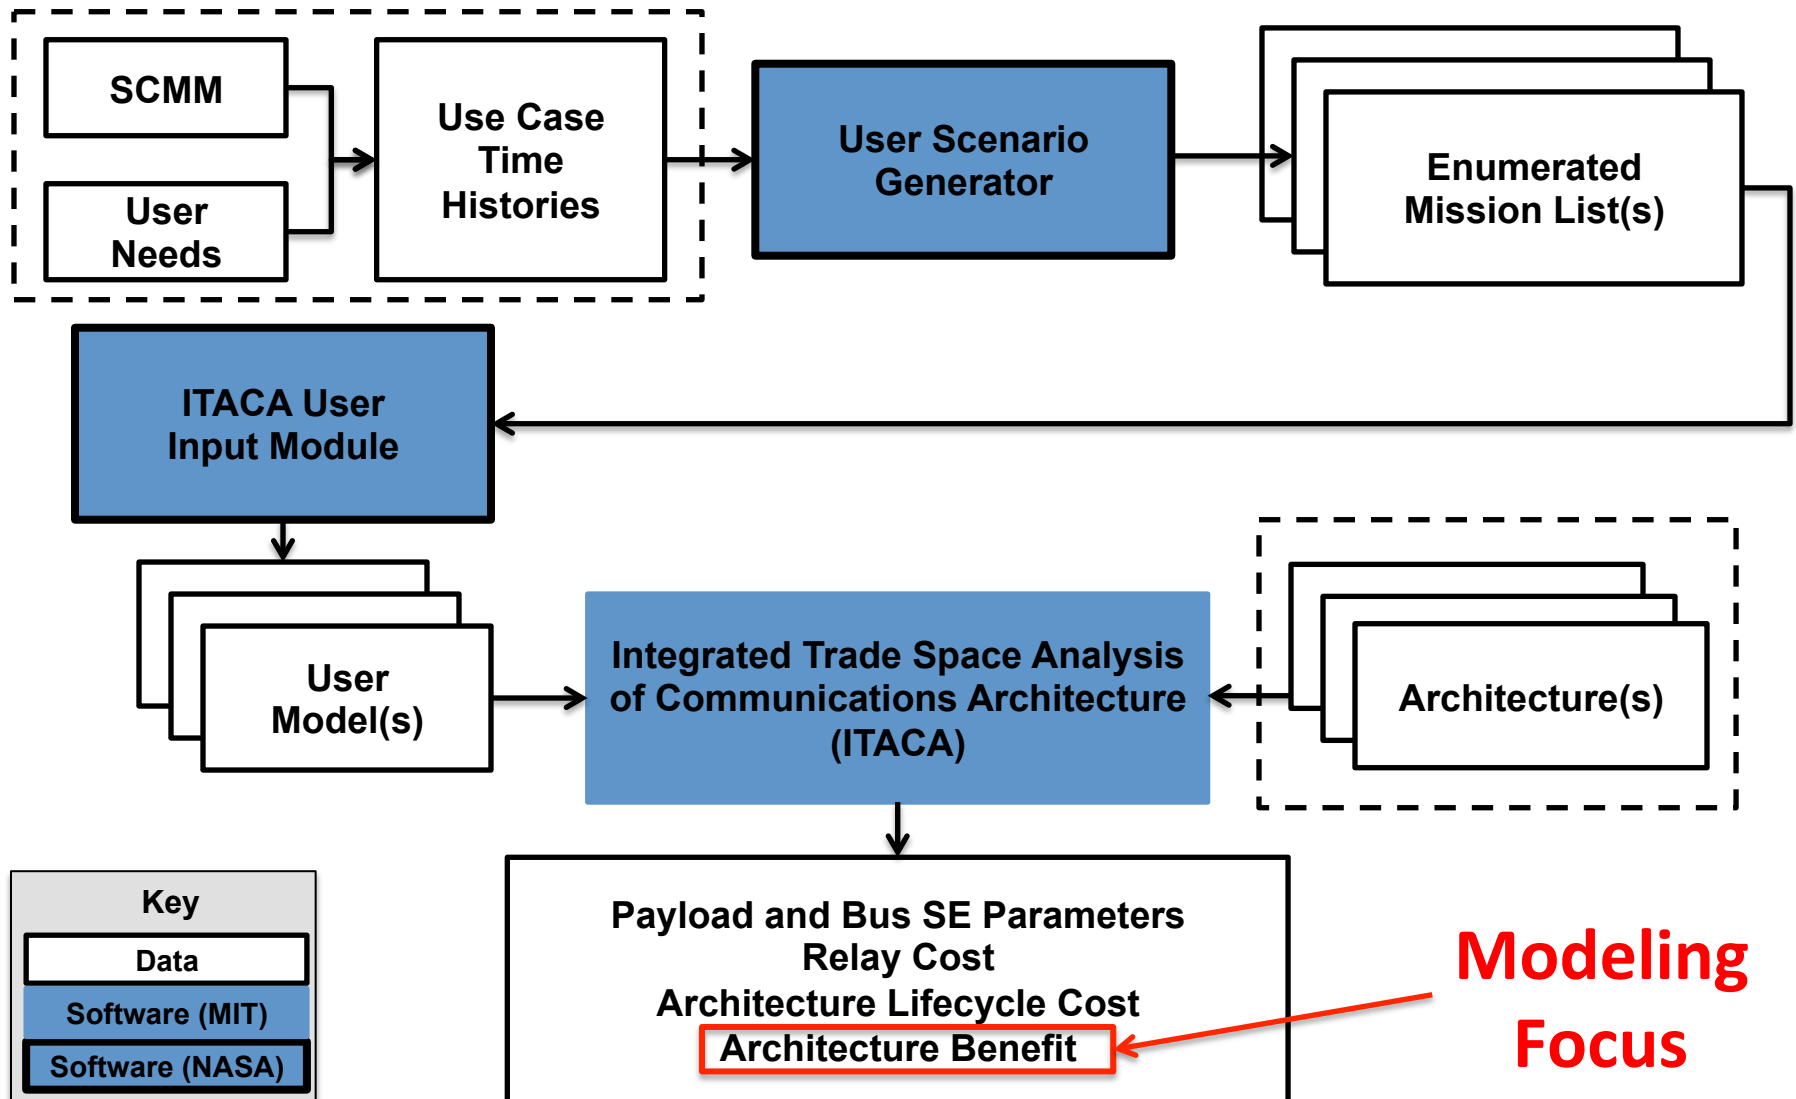 SCMM
User
Needs
Use Case
Time
Histories
User Scenario
Generator
Enumerated
Mission List(s)
ITACA User
Input Module
User
Model(s)
Integrated Trade Space Analysis
of Communications Architecture
(ITACA)
Architecture(s)
Payload and Bus SE Parameters
Relay Cost
Architecture Lifecycle Cost
Architecture Benefit
Modeling
Focus
Key
Data
Software (MIT)
Software (NASA)